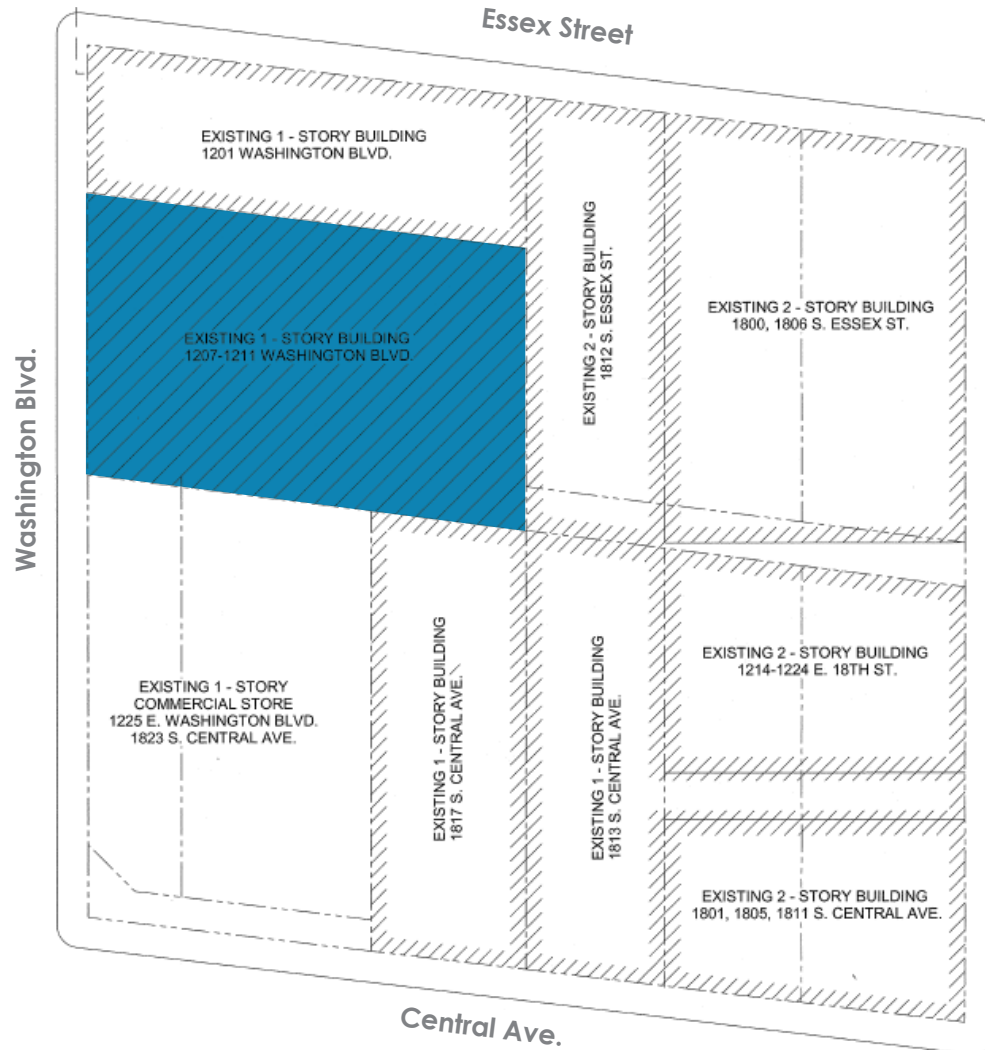 Essex Street
EXISTING 1 - STORY BUILDING
1201 WASHINGTON BLVD.
EXISTING 2 - STORY BUILDING
1812 S. ESSEX ST.
EXISTING 2 - STORY BUILDING
1800, 1806 S. ESSEX ST.
EXISTING 1 - STORY BUILDING
1207-1211 WASHINGTON BLVD.
Washington Blvd.
EXISTING 1 - STORY
COMMERCIAL STORE
1225 E. WASHINGTON BLVD.
1823 S. CENTRAL AVE.
EXISTING 1 - STORY BUILDING
1817 S. CENTRAL AVE.
EXISTING 1 - STORY BUILDING
1813 S. CENTRAL AVE.
EXISTING 2 - STORY BUILDING
1214-1224 E. 18TH ST.
EXISTING 2 - STORY BUILDING
1801, 1805, 1811 S. CENTRAL AVE.
Central Ave.